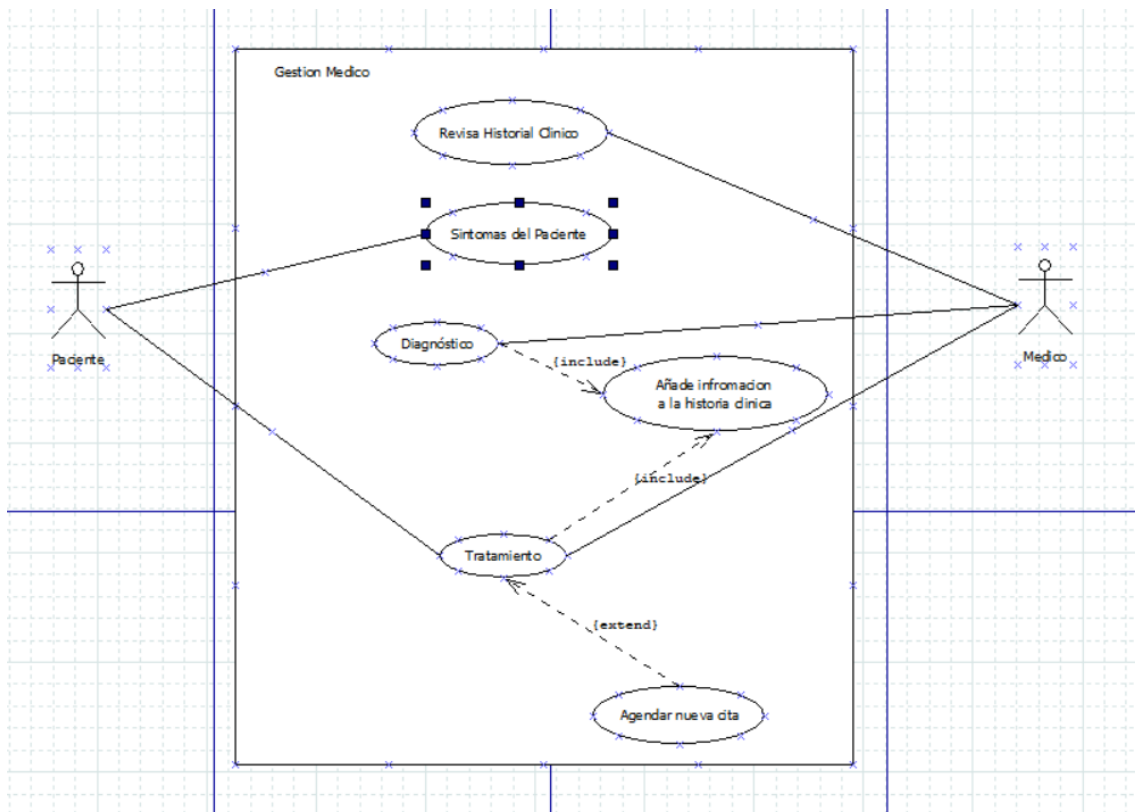 Gestion Medico
Revisa Historial Clinico
Sintomas del Paciente
Paciente
Diagnóstico
{include}
Medico
Añade infromacion
a la historia clinica
{include}
Tratamiento
{extend}
Agendar nueva cita